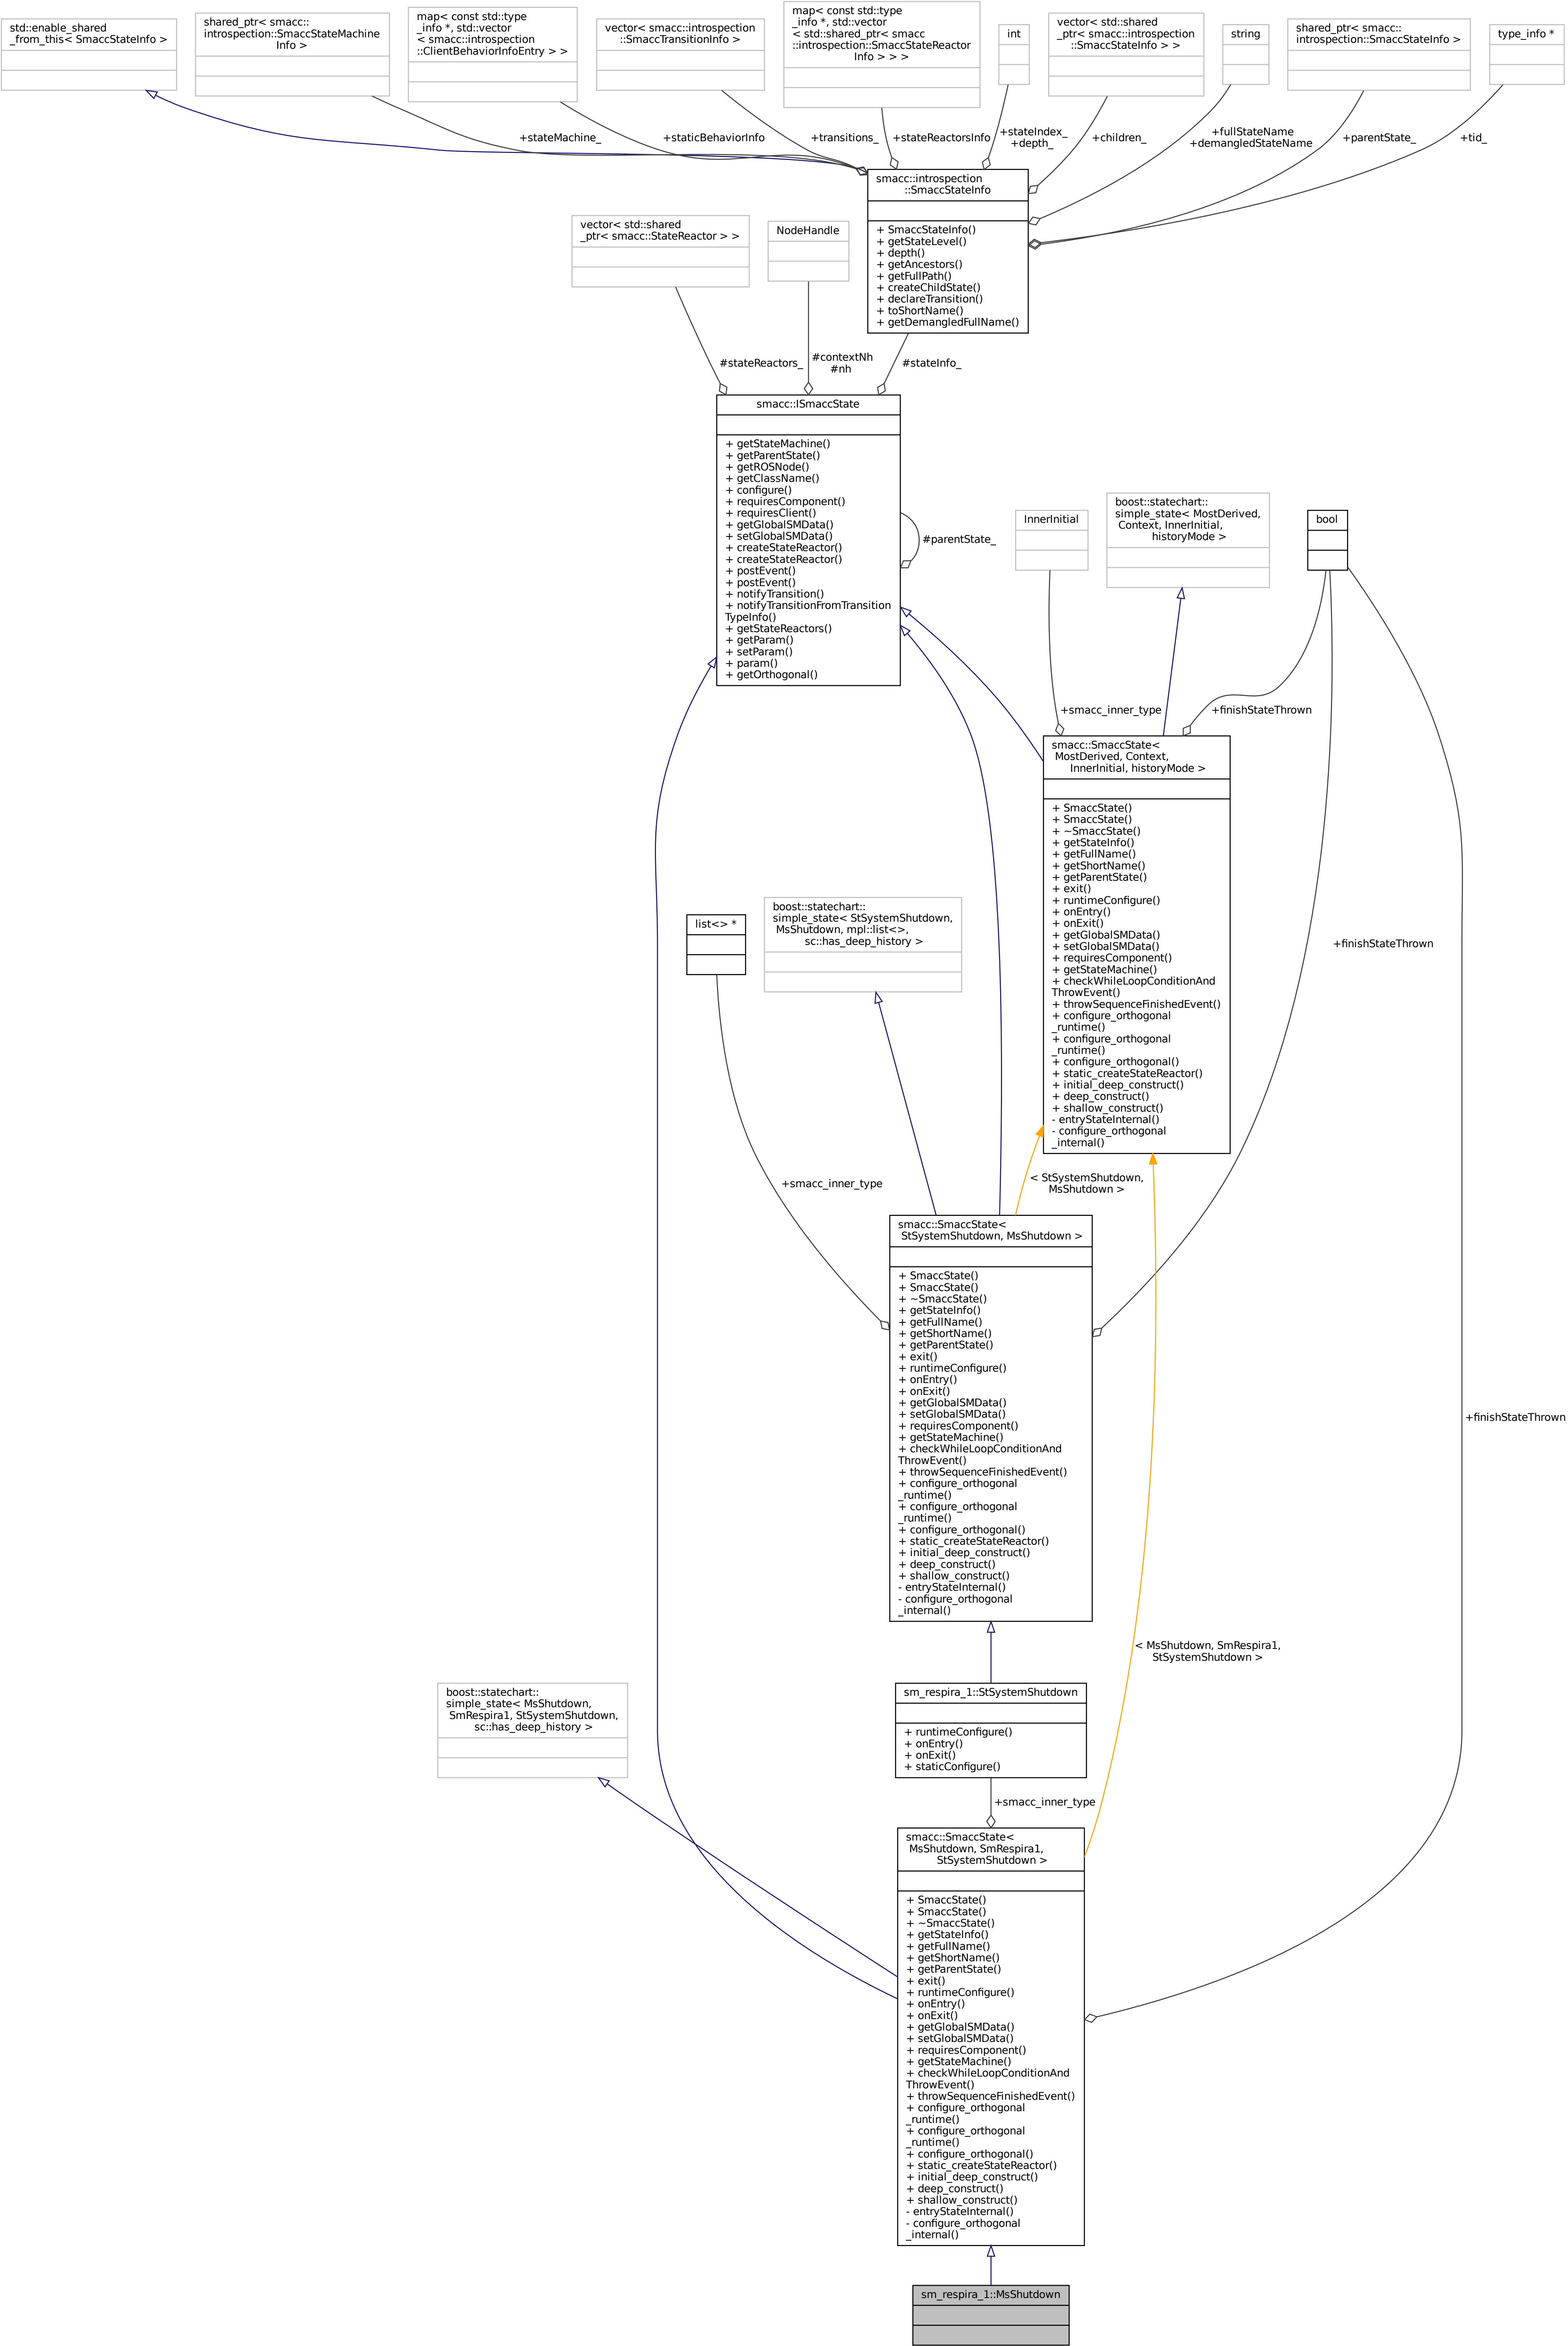 std::enable_shared
_from_this< SmaccStateInfo >
shared_ptr< smacc::
introspection::SmaccStateMachine
Info >
map< const std::type
_info *, std::vector
< smacc::introspection
::ClientBehaviorInfoEntry > >
vector< smacc::introspection
::SmaccTransitionInfo >
map< const std::type
_info *, std::vector
< std::shared_ptr< smacc
::introspection::SmaccStateReactor
Info > > >
int
vector< std::shared
_ptr< smacc::introspection
::SmaccStateInfo > >
string
shared_ptr< smacc::
introspection::SmaccStateInfo >
type_info *
+stateMachine_
+staticBehaviorInfo
+transitions_
+stateReactorsInfo
+stateIndex_
+depth_
+children_
+fullStateName
+demangledStateName
+parentState_
+tid_
smacc::introspection
::SmaccStateInfo
+ SmaccStateInfo()
+ getStateLevel()
+ depth()
+ getAncestors()
+ getFullPath()
+ createChildState()
+ declareTransition()
+ toShortName()
+ getDemangledFullName()
vector< std::shared
_ptr< smacc::StateReactor > >
NodeHandle
#stateReactors_
#contextNh
#nh
#stateInfo_
smacc::ISmaccState
+ getStateMachine()
+ getParentState()
+ getROSNode()
+ getClassName()
+ configure()
+ requiresComponent()
+ requiresClient()
+ getGlobalSMData()
+ setGlobalSMData()
+ createStateReactor()
+ createStateReactor()
+ postEvent()
+ postEvent()
+ notifyTransition()
+ notifyTransitionFromTransition
TypeInfo()
+ getStateReactors()
+ getParam()
+ setParam()
+ param()
+ getOrthogonal()
#parentState_
InnerInitial
boost::statechart::
simple_state< MostDerived,
Context, InnerInitial,
historyMode >
bool
+smacc_inner_type
+finishStateThrown
smacc::SmaccState<
MostDerived, Context,
InnerInitial, historyMode >
+ SmaccState()
+ SmaccState()
+ ~SmaccState()
+ getStateInfo()
+ getFullName()
+ getShortName()
+ getParentState()
+ exit()
+ runtimeConfigure()
+ onEntry()
+ onExit()
+ getGlobalSMData()
+ setGlobalSMData()
+ requiresComponent()
+ getStateMachine()
+ checkWhileLoopConditionAnd
ThrowEvent()
+ throwSequenceFinishedEvent()
+ configure_orthogonal
_runtime()
+ configure_orthogonal
_runtime()
+ configure_orthogonal()
+ static_createStateReactor()
+ initial_deep_construct()
+ deep_construct()
+ shallow_construct()
- entryStateInternal()
- configure_orthogonal
_internal()
list<> *
boost::statechart::
simple_state< StSystemShutdown,
MsShutdown, mpl::list<>,
sc::has_deep_history >
+finishStateThrown
+smacc_inner_type
< StSystemShutdown,
MsShutdown >
smacc::SmaccState<
StSystemShutdown, MsShutdown >
+ SmaccState()
+ SmaccState()
+ ~SmaccState()
+ getStateInfo()
+ getFullName()
+ getShortName()
+ getParentState()
+ exit()
+ runtimeConfigure()
+ onEntry()
+ onExit()
+ getGlobalSMData()
+ setGlobalSMData()
+ requiresComponent()
+ getStateMachine()
+ checkWhileLoopConditionAnd
ThrowEvent()
+ throwSequenceFinishedEvent()
+ configure_orthogonal
_runtime()
+ configure_orthogonal
_runtime()
+ configure_orthogonal()
+ static_createStateReactor()
+ initial_deep_construct()
+ deep_construct()
+ shallow_construct()
- entryStateInternal()
- configure_orthogonal
_internal()
+finishStateThrown
< MsShutdown, SmRespira1,
StSystemShutdown >
boost::statechart::
simple_state< MsShutdown,
SmRespira1, StSystemShutdown,
sc::has_deep_history >
sm_respira_1::StSystemShutdown
+ runtimeConfigure()
+ onEntry()
+ onExit()
+ staticConfigure()
+smacc_inner_type
smacc::SmaccState<
MsShutdown, SmRespira1,
StSystemShutdown >
+ SmaccState()
+ SmaccState()
+ ~SmaccState()
+ getStateInfo()
+ getFullName()
+ getShortName()
+ getParentState()
+ exit()
+ runtimeConfigure()
+ onEntry()
+ onExit()
+ getGlobalSMData()
+ setGlobalSMData()
+ requiresComponent()
+ getStateMachine()
+ checkWhileLoopConditionAnd
ThrowEvent()
+ throwSequenceFinishedEvent()
+ configure_orthogonal
_runtime()
+ configure_orthogonal
_runtime()
+ configure_orthogonal()
+ static_createStateReactor()
+ initial_deep_construct()
+ deep_construct()
+ shallow_construct()
- entryStateInternal()
- configure_orthogonal
_internal()
sm_respira_1::MsShutdown